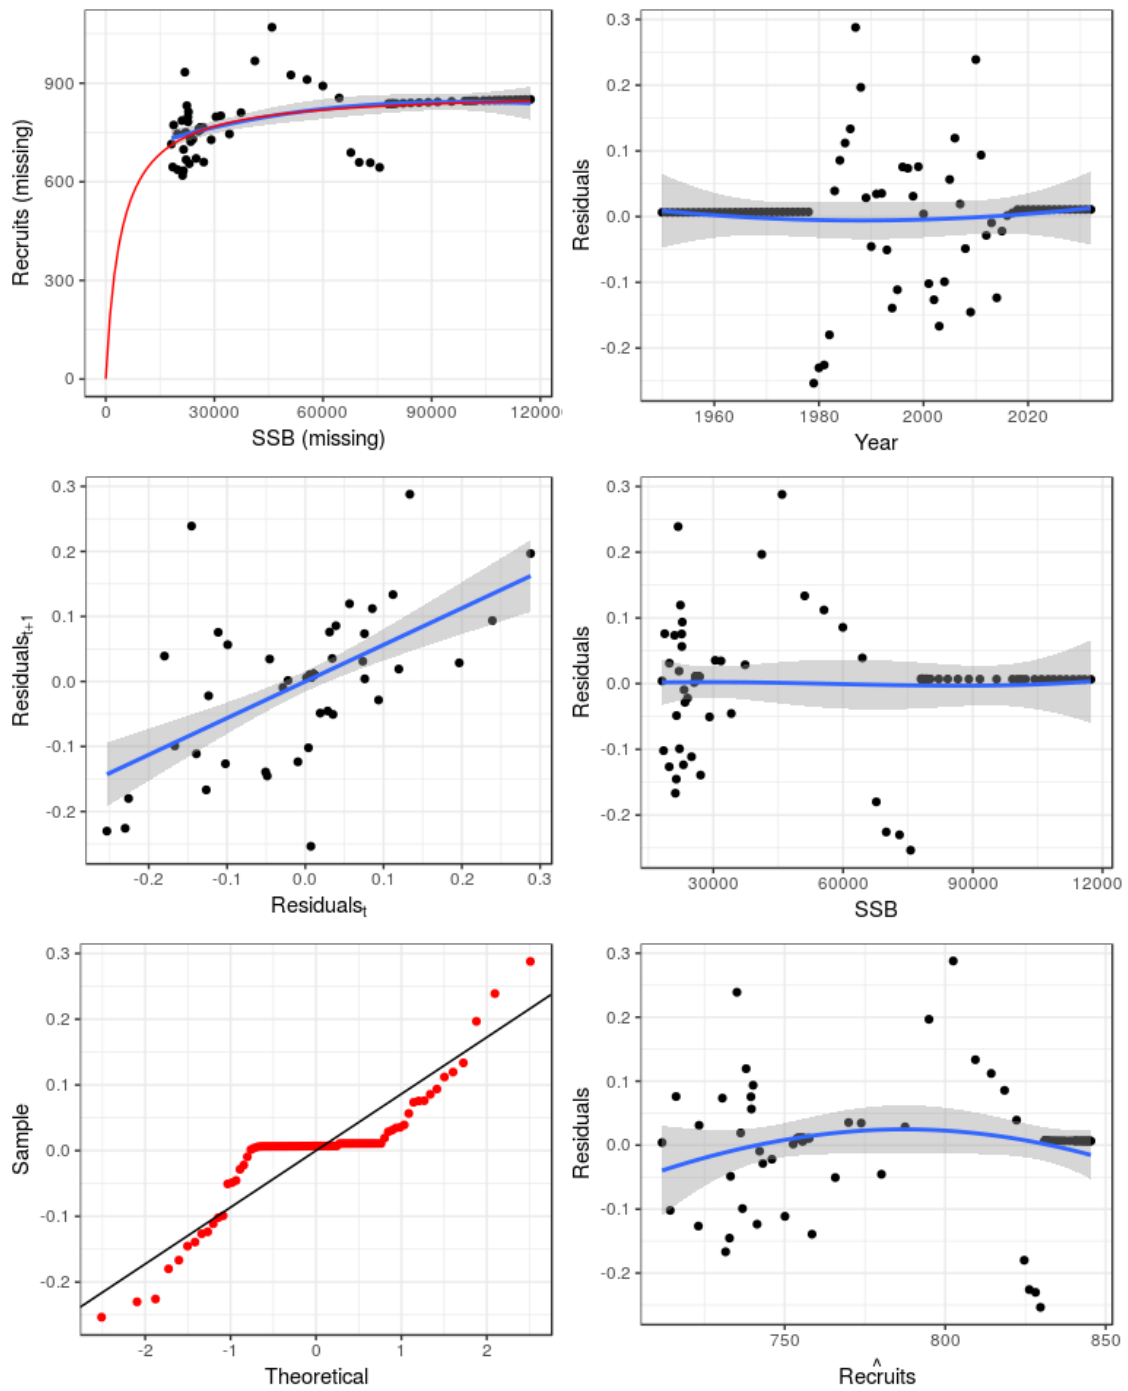 900
600
300
0
Recruits (missing)
0 30000 60000 90000 12000
SSB (missing)
0.3
0.2
0.1
0.0
-0.1
-0.2
Residuals
1960 1980 2000 2020
Year
0.3
0.2
0.1
0.0
-0.1
-0.2
Residuals t+1
-0.2 -0.1 0.0 0.1 0.2 0.3
Residuals t
0.3
0.2
0.1
0.0
-0.1
-0.2
Residuals
30000 60000 90000 12000
SSB
0.3
0.2
0.1
0.0
-0.1
-0.2
Sample
-2 -1 0 1 2
Theoretical
0.3
0.2
0.1
0.0
-0.1
-0.2
Residuals
750 800 850
^
Recruits